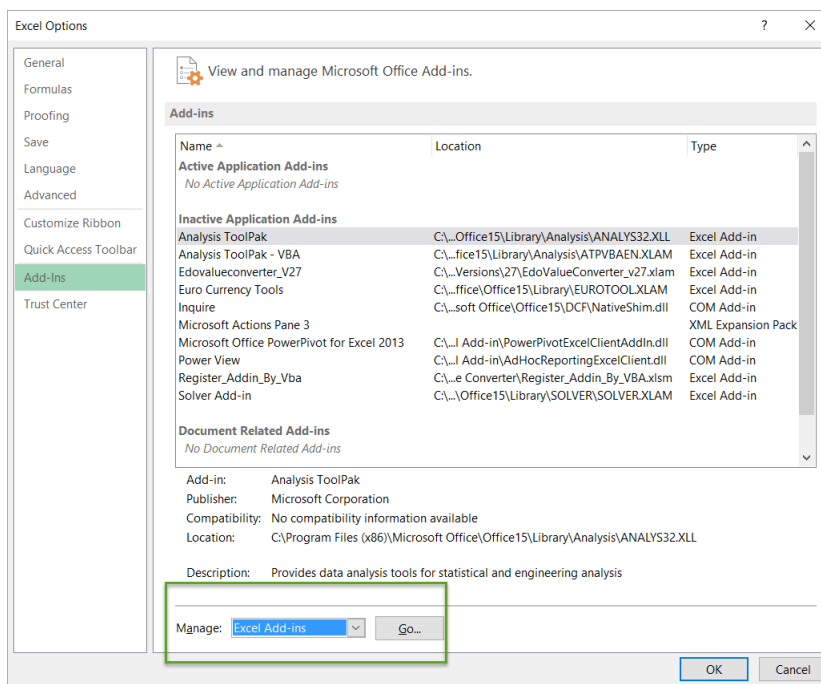 Excel Options ?
General
Formulas
Proofing
Save
Language
Advanced
Customize Ribbon
Quick Access Toolbar
Add-Ins
Trust Center
View and manage Microsoft Office Add-ins.
Add-ins
Name Location Type
Active Application Add-ins
No Active Application Add-ins
Inactive Application Add-ins
Analysis ToolPak C:\...Office15\Library\Analysis\ANALYS32.XLL Excel Add-in
Analysis ToolPak - VBA C:\...fice15\Library\Analysis\ATPVBAEN.XLAM Excel Add-in
Edovalueconverter_V27 C:\...Versions\27\EdoValueConverter_v27.xlam Excel Add-in
Euro Currency Tools C:\...ffice\Office15\Library\EUROTOOL.XLAM Excel Add-in
Inquire C:\...soft Office\Office15\DCF\NativeShim.dll COM Add-in
Microsoft Actions Pane 3 XML Expansion Pack
Microsoft Office PowerPivot for Excel 2013 C:\...l Add-in\PowerPivotExcelClientAddIn.dll COM Add-in
Power View C:\...l Add-in\AdHocReportingExcelClient.dll COM Add-in
Register_Addin_By_Vba C:\...e Converter\Register_Addin_By_VBA.xlsm Excel Add-in
Solver Add-in C:\...\Office15\Library\SOLVER\SOLVER.XLAM Excel Add-in
Document Related Add-ins
No Document Related Add-ins
Add-in: Analysis ToolPak
Publisher: Microsoft Corporation
Compatibility: No compatibility information available
Location: C:\Program Files (x86)\Microsoft Office\Office15\Library\Analysis\ANALYS32.XLL
Description: Provides data analysis tools for statistical and engineering analysis
Manage: Excel Add-ins Go...
OK Cancel